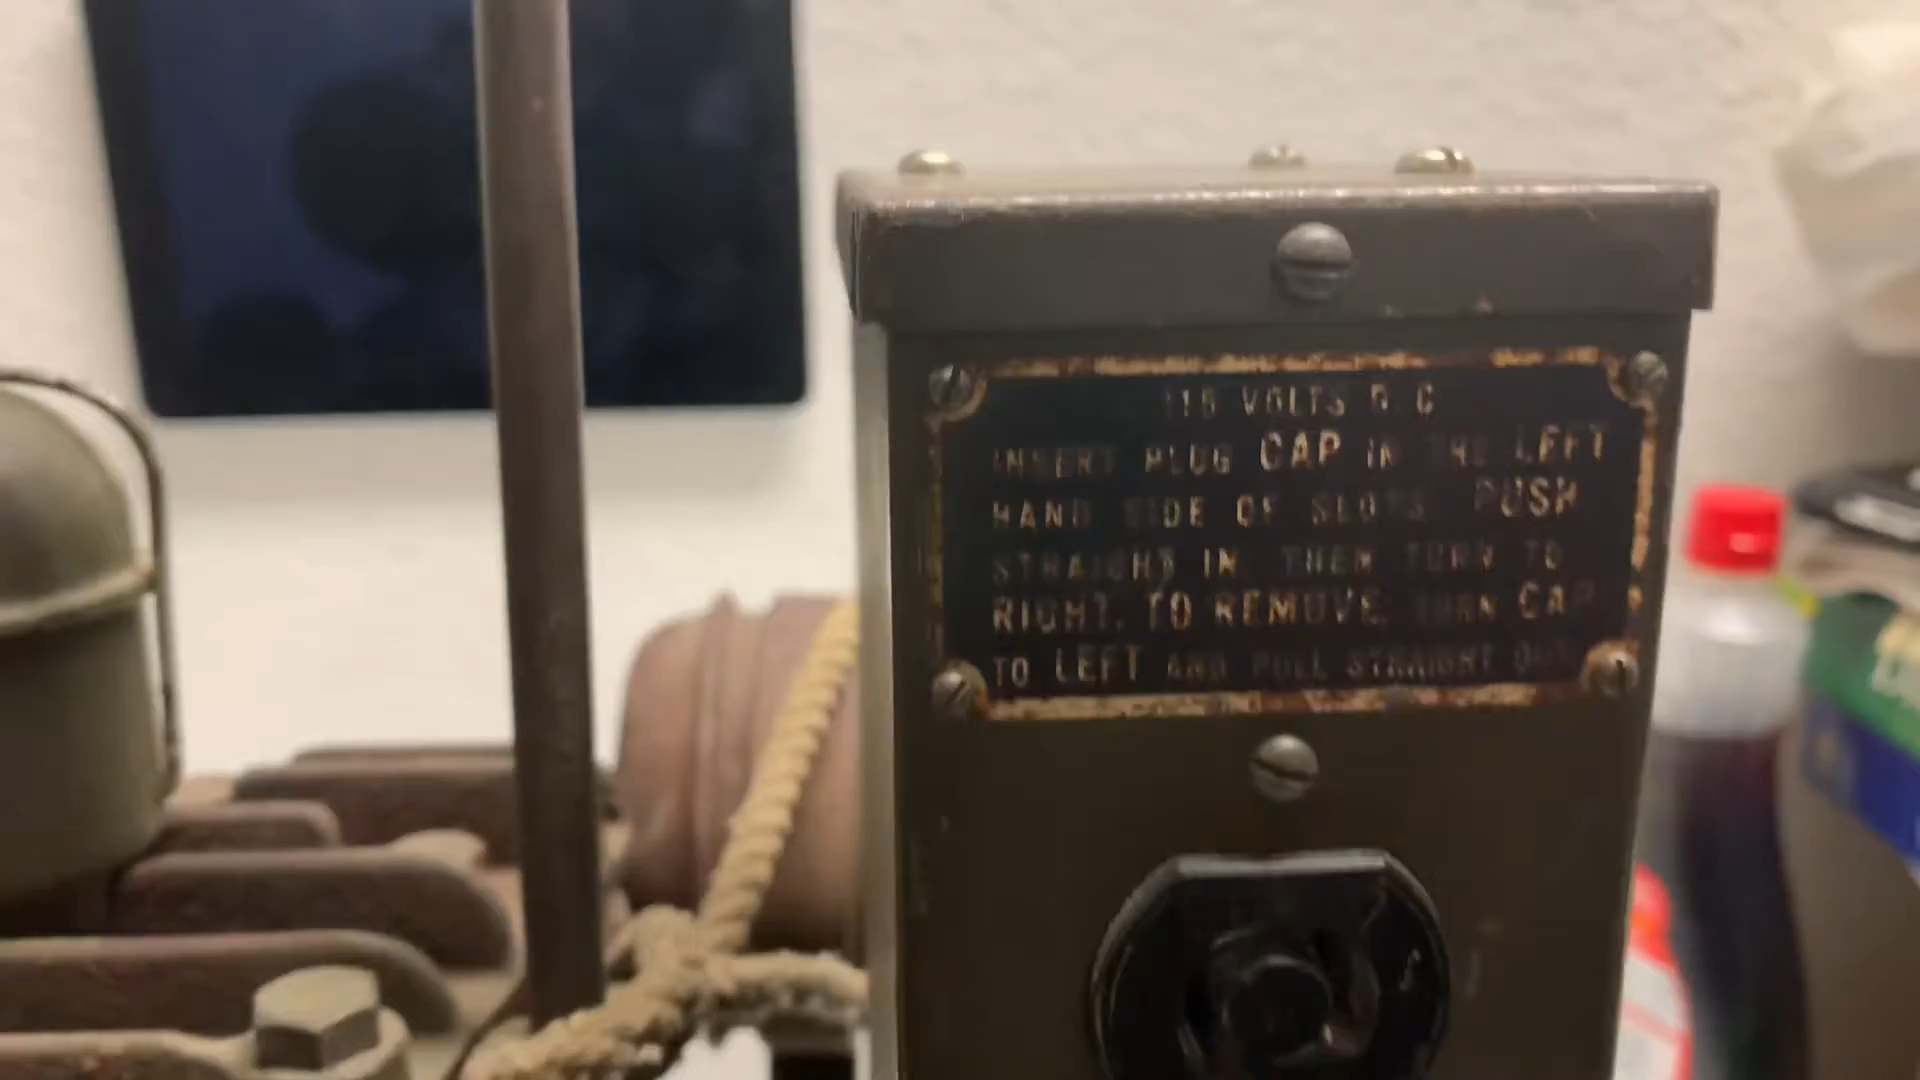 115 VOLTS D.C
INSERT PLUG CAP IN THE LEFT
HAND SIDE OF SLOTS. PUSH
STRAIGHT IN, THEN TURN TO
RIGHT. TO REMOVE, TURN CAP
TO LEFT AND PULL STRAIGHT OUT